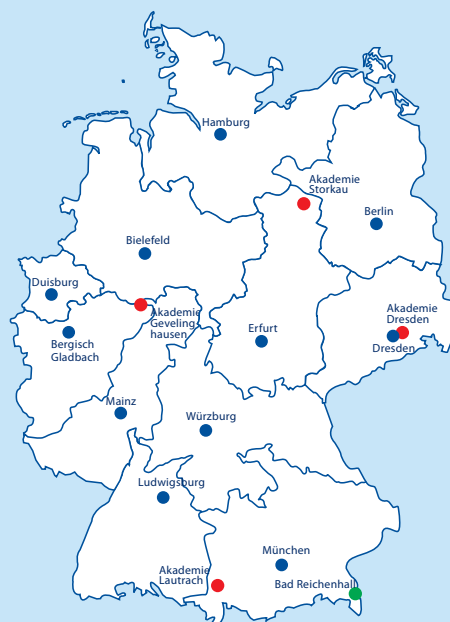 Hamburg
Akademie
Storkau
Berlin
Bielefeld
Duisburg
Akademie
Geveling
hausen
Bergisch
Gladbach
Erfurt
Akademie
Dresden
Dresden
Mainz
Würzburg
Ludwigsburg
München
Akademie
Lautrach
Bad Reichenhall